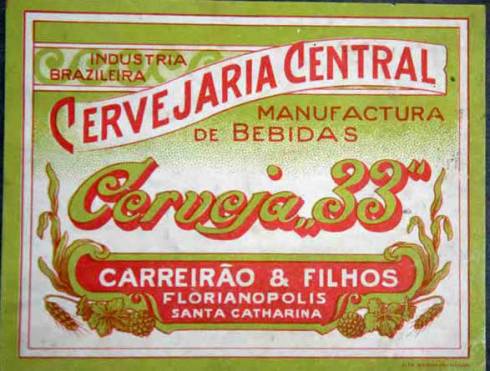 INDUSTRIA
BRAZILEIRA
CERVEJARIA CENTRAL
MANUFACTURA
DE BEBIDAS
Cerveja „33"
CARREIRÃO & FILHOS
FLORIANOPOLIS
SANTA CATHARINA